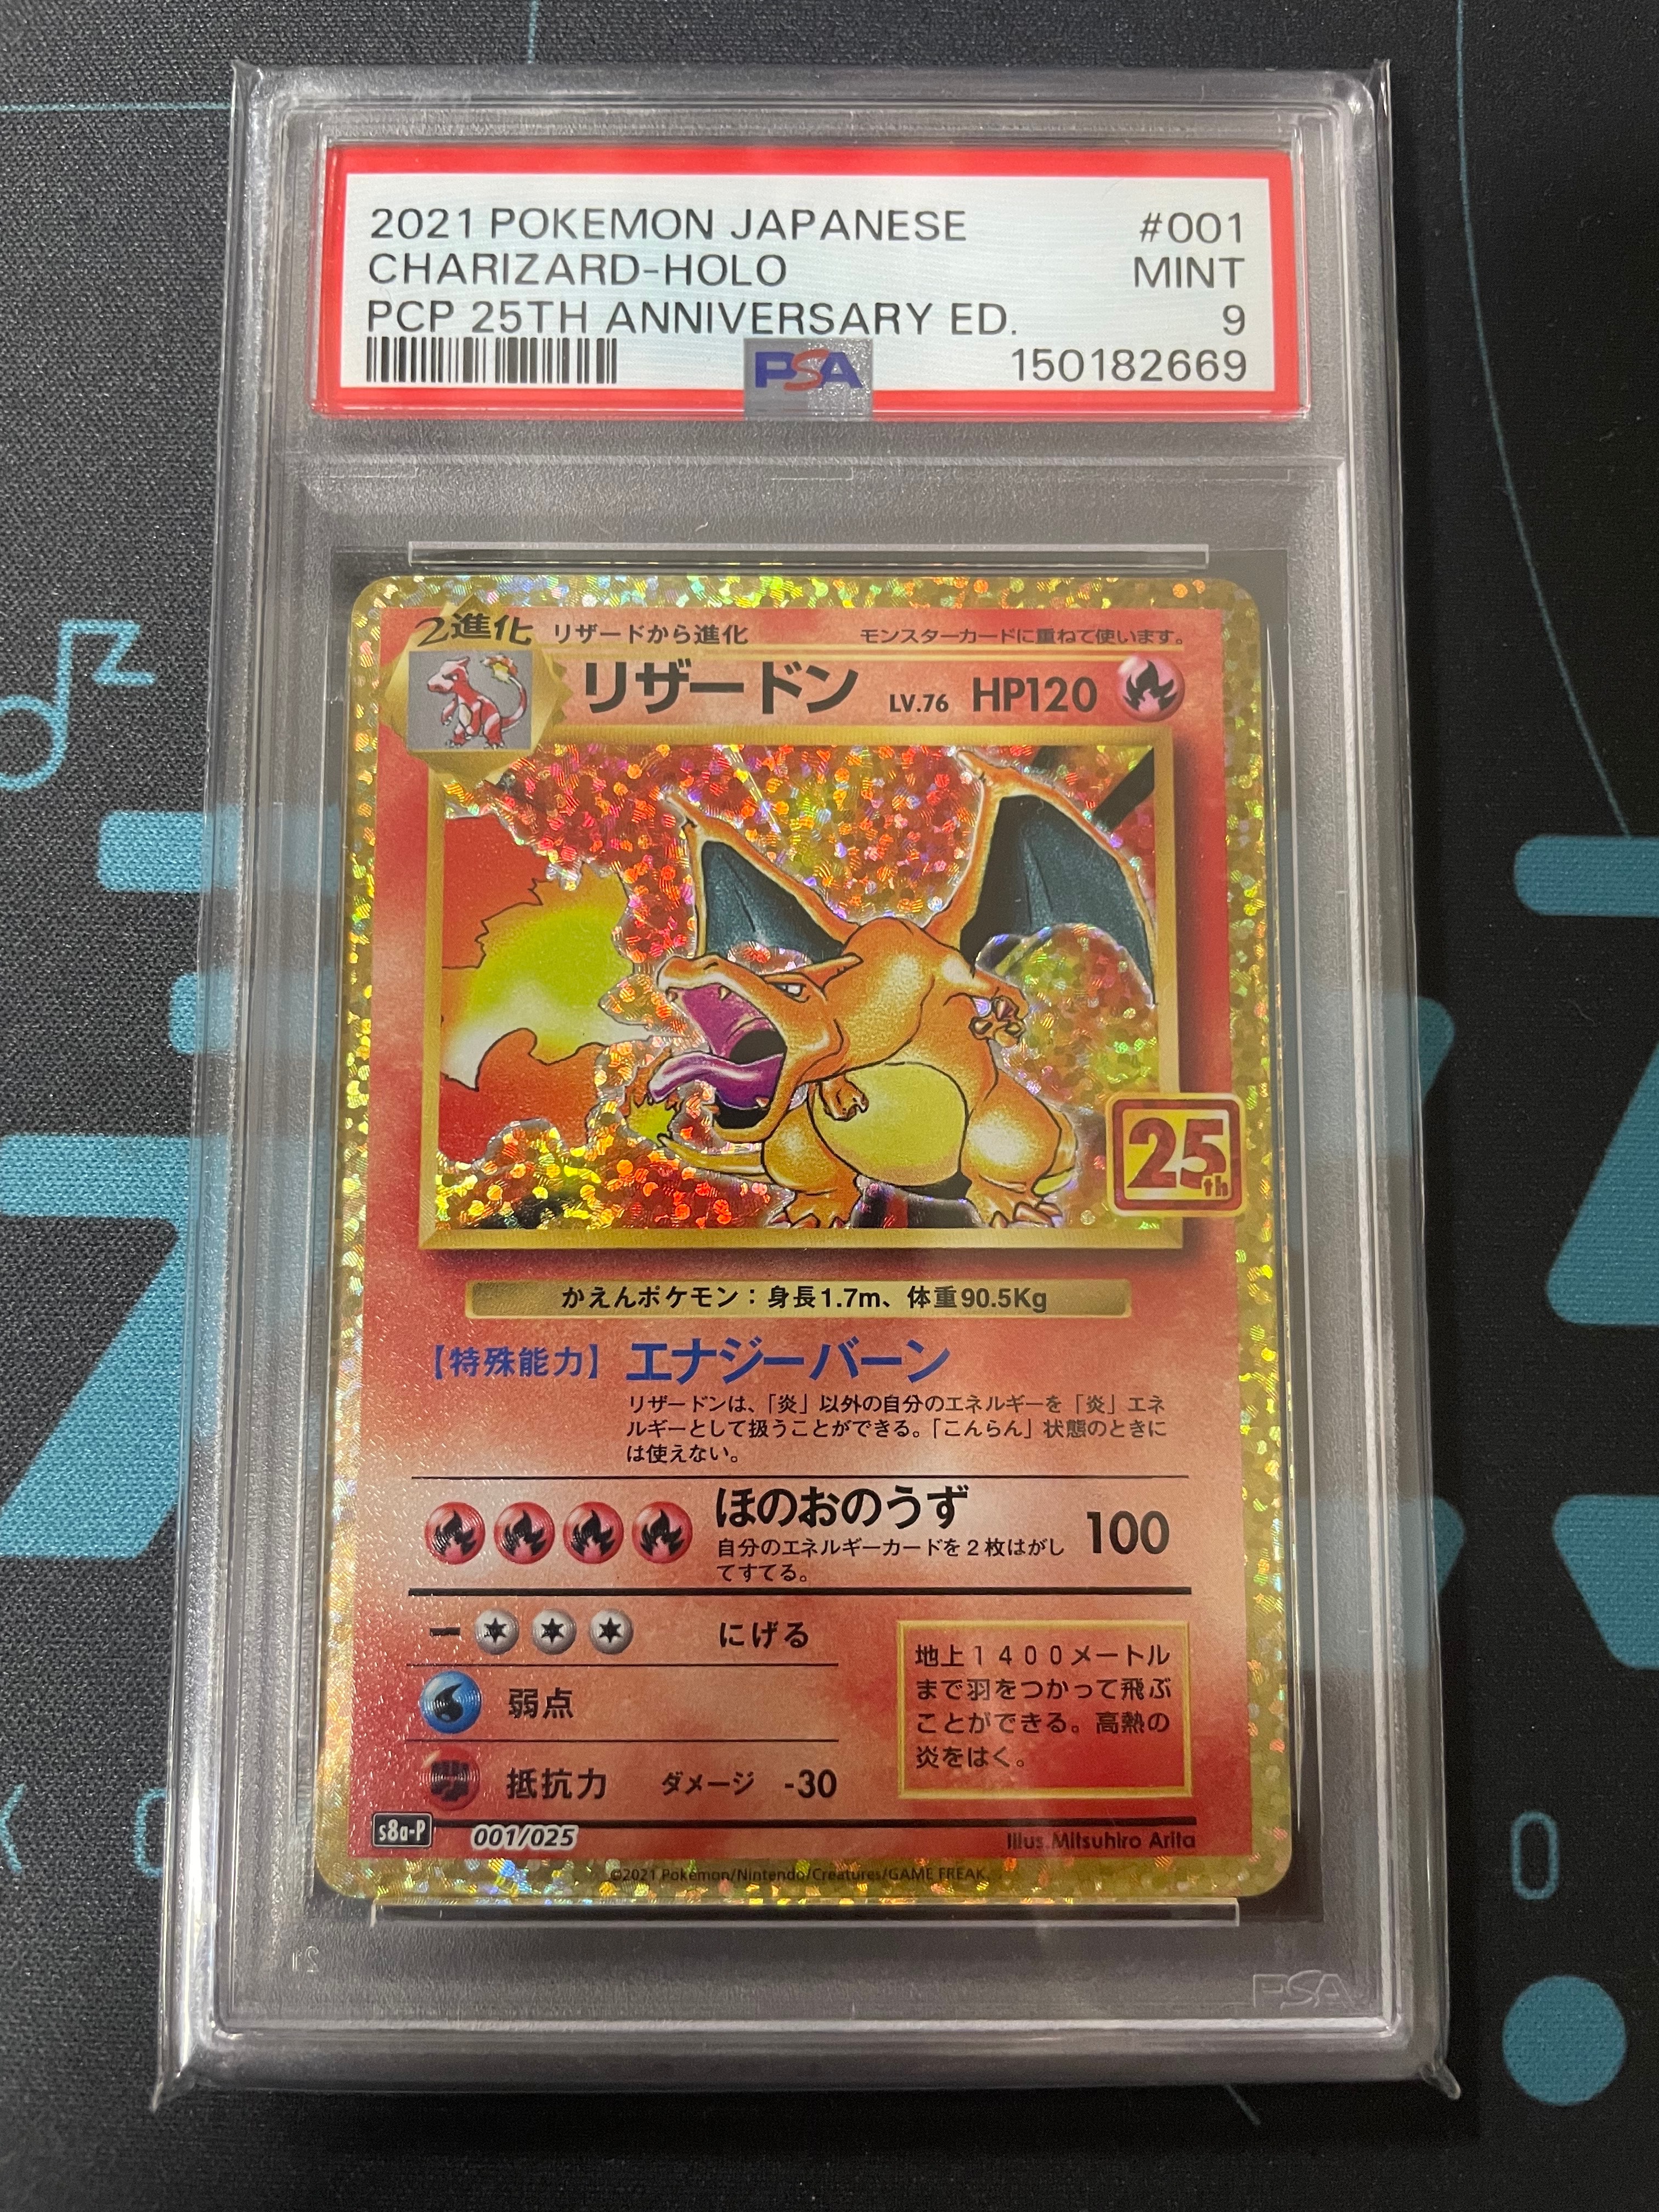 2021 POKEMON JAPANESE #001
CHARIZARD-HOLO MINT
PCP 25TH ANNIVERSARY ED. 9
PSA 150182669
2進化 リザードから進化 モンスターカードに重ねて使います。
リザードン LV.76 HP120
25th
かえんポケモン：身長1.7m、体重90.5Kg
【特殊能力】エナジーバーン
リザードンは、「炎」以外の自分のエネルギーを「炎」エネ
ルギーとして扱うことができる。「こんらん」状態のときに
は使えない。
ほのおのうず 100
自分のエネルギーカードを2枚はがし
てすてる。
ー にげる
弱点
抵抗力 ダメージ -30
地上1400メートル
まで羽をつかって飛ぶ
ことができる。高熱の
炎をはく。
s8a-P 001/025 Illus.Mitsuhiro Arita
©2021 Pokémon/Nintendo/Creatures/GAME FREAK.
PSA